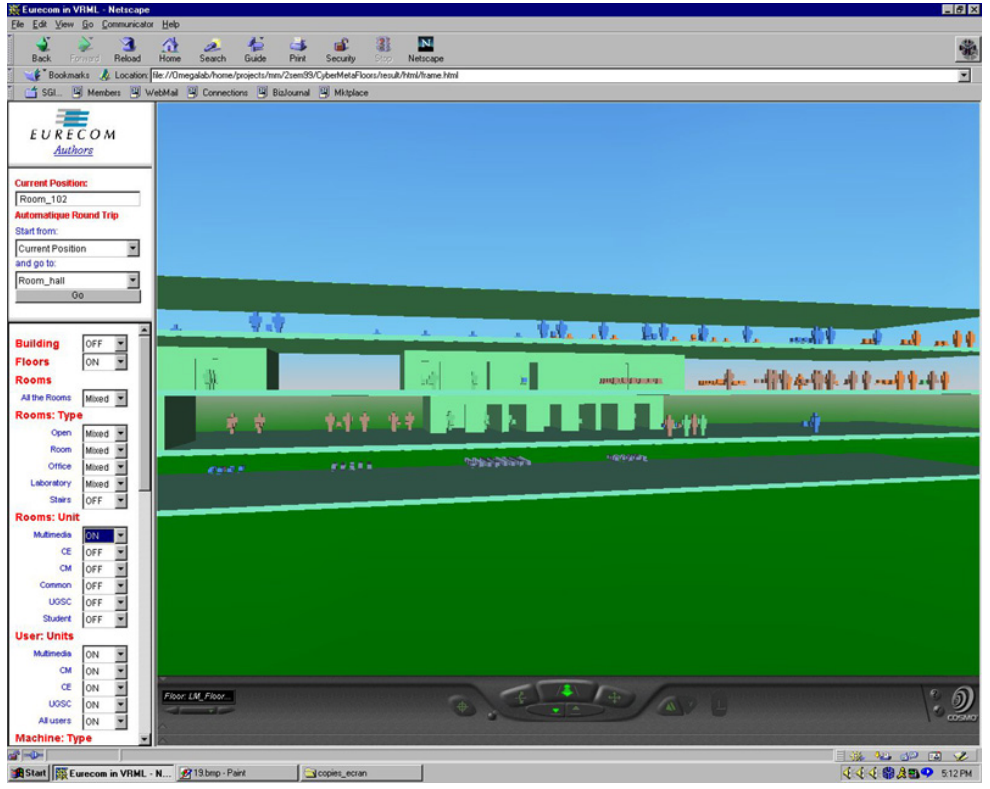 Eurecom in VRML - Netscape
File Edit View Go Communicator Help
Back Forward Reload Home Search Guide Print Security Stop Netscape
Bookmarks Location: file://Omegalab/home/projects/mm/2sem99/CyberMetaFloors/result/html/frame.html
SGI... Members WebMail Connections BizJournal Mktplace
EURECOM
Authors
Current Position:
Room_102
Automatique Round Trip
Start from:
Current Position
and go to:
Room_hall
Go
Building OFF
Floors ON
Rooms
All the Rooms Mixed
Rooms: Type
Open Mixed
Room Mixed
Office Mixed
Laboratory Mixed
Stairs OFF
Rooms: Unit
Multimedia ON
CE OFF
CM OFF
Common OFF
UGSC OFF
Student OFF
User: Units
Multimedia ON
CM ON
CE ON
UGSC ON
All users ON
Machine: Type
Floor: LM_Floor...
COSMO
Start Eurecom in VRML - N... 19.bmp - Paint copies_ecran 5:12 PM